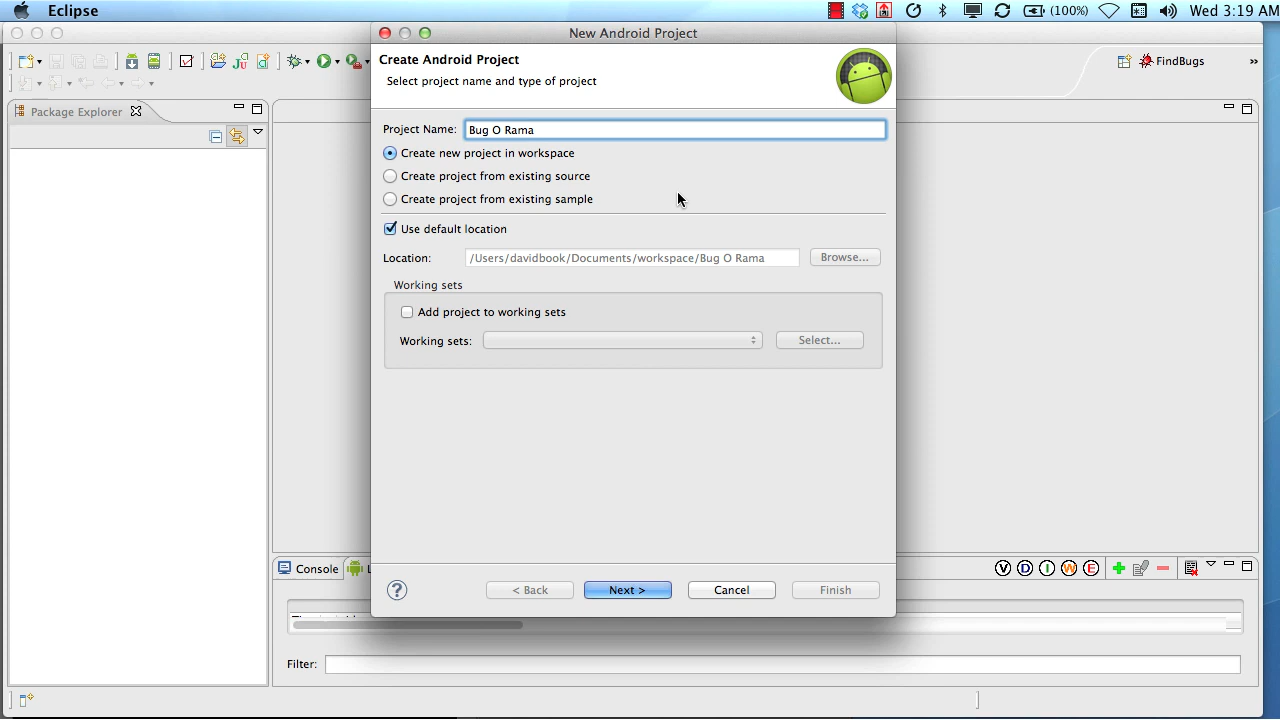 Eclipse
(100%)
Wed 3:19 AM
New Android Project
Create Android Project
Select project name and type of project
FindBugs
»
Package Explorer
Project Name: Bug O Rama
Create new project in workspace
Create project from existing source
Create project from existing sample
Use default location
Location: /Users/davidbook/Documents/workspace/Bug O Rama Browse...
Working sets
Add project to working sets
Working sets: Select...
Console L
V D I W E
? < Back Next > Cancel Finish
Filter: